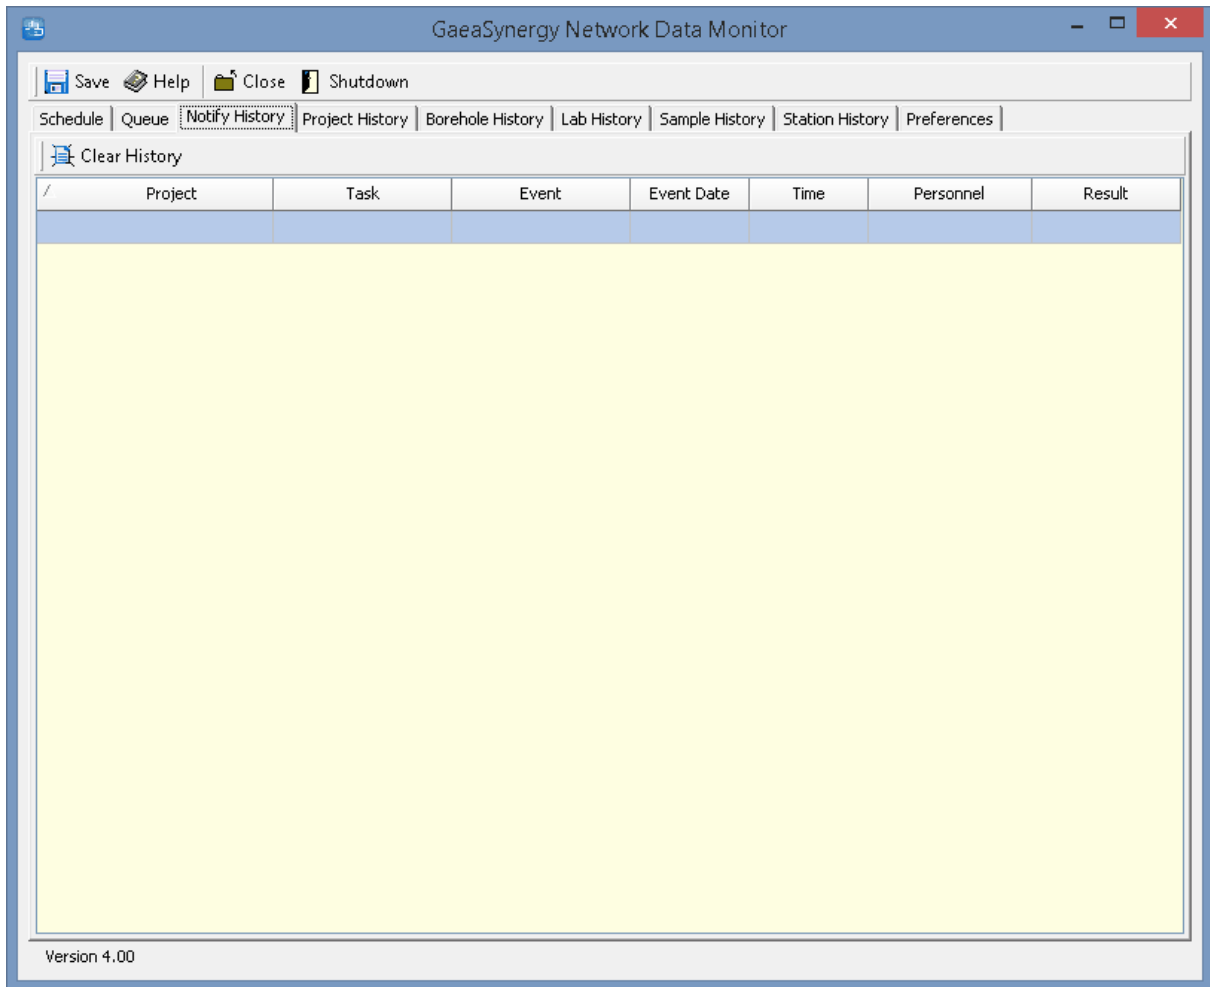 GaeaSynergy Network Data Monitor
Save Help Close Shutdown
Schedule Queue Notify History Project History Borehole History Lab History Sample History Station History Preferences
Clear History
Project Task Event Event Date Time Personnel Result
Version 4.00